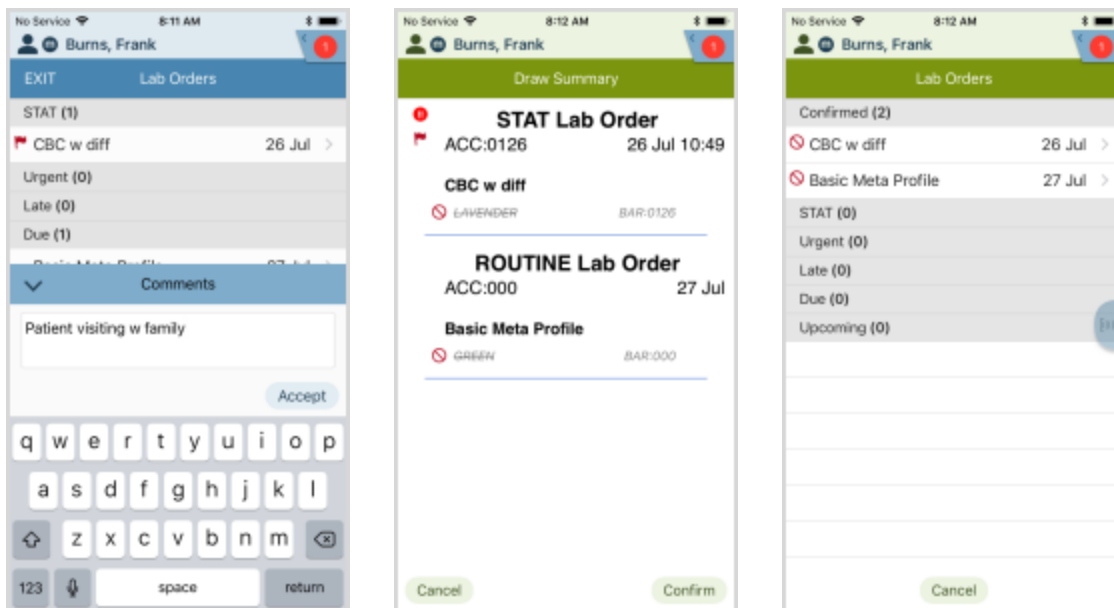 No Service 8:11 AM
Burns, Frank
1
EXIT Lab Orders
STAT (1)
CBC w diff 26 Jul
Urgent (0)
Late (0)
Due (1)
Basic Meta Profile 27 Jul
Comments
Patient visiting w family
Accept
q w e r t y u i o p
a s d f g h j k l
z x c v b n m
123 space return
No Service 8:12 AM
Burns, Frank
1
Draw Summary
STAT Lab Order
ACC:0126 26 Jul 10:49
CBC w diff
LAVENDER BAR:0126
ROUTINE Lab Order
ACC:000 27 Jul
Basic Meta Profile
GREEN BAR:000
Cancel Confirm
No Service 8:12 AM
Burns, Frank
1
Lab Orders
Confirmed (2)
CBC w diff 26 Jul
Basic Meta Profile 27 Jul
STAT (0)
Urgent (0)
Late (0)
Due (0)
Upcoming (0)
Cancel